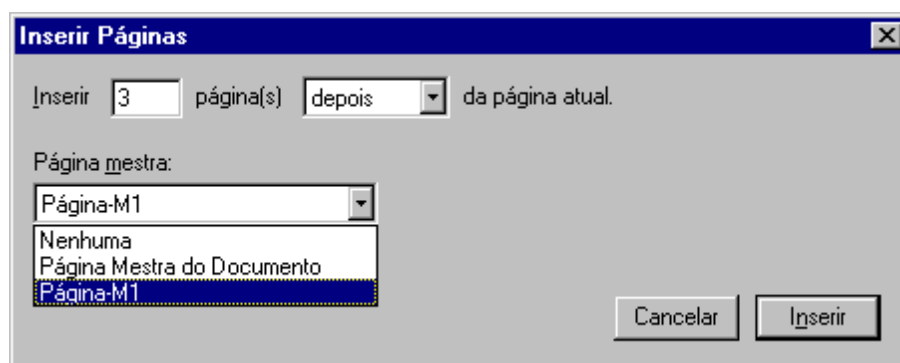 Inserir Páginas
Inserir 3 página(s) depois da página atual.
Página mestra:
Página-M1
Nenhuma
Página Mestra do Documento
Página-M1
Cancelar Inserir